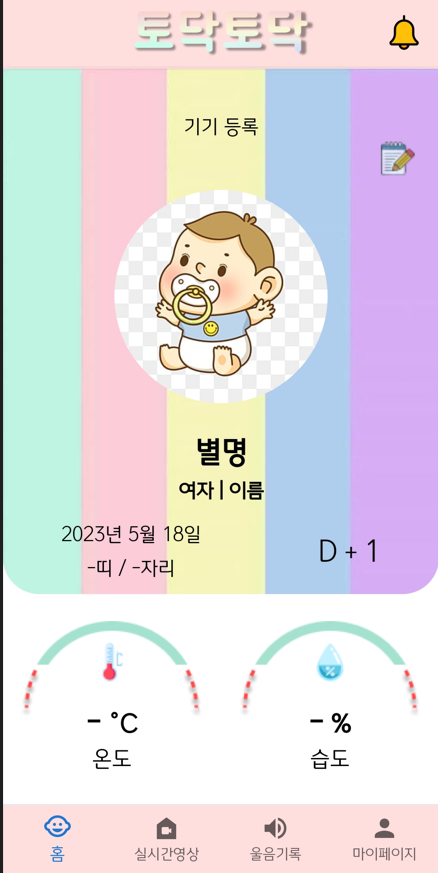 토닥토닥
기기 등록
별명
여자 | 이름
2023년 5월 18일
-띠 / -자리
D + 1
- °C
- %
온도
습도
홈
실시간영상
울음기록
마이페이지